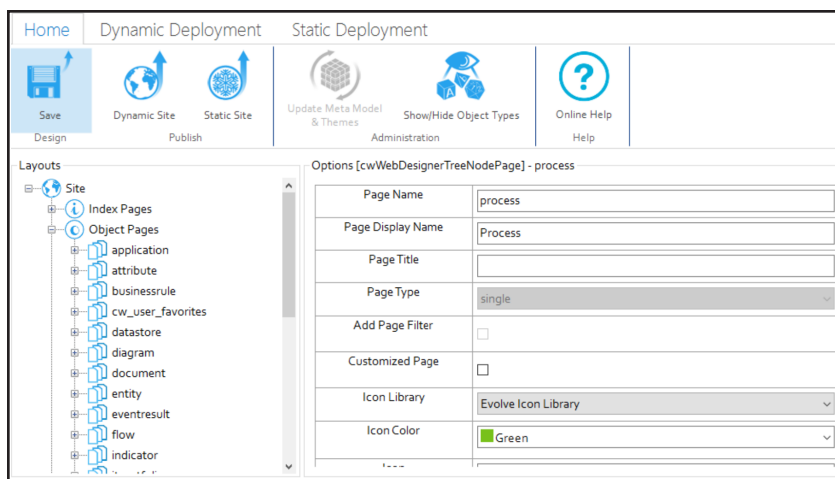 Home Dynamic Deployment Static Deployment
Save Dynamic Site Static Site Update Meta Model & Themes Show/Hide Object Types Online Help
Design Publish Administration Help
Layouts
Site
Index Pages
Object Pages
application
attribute
businessrule
cw_user_favorites
datastore
diagram
document
entity
eventresult
flow
indicator
Options [cwWebDesignerTreeNodePage] - process
Page Name process
Page Display Name Process
Page Title
Page Type single
Add Page Filter
Customized Page
Icon Library Evolve Icon Library
Icon Color Green